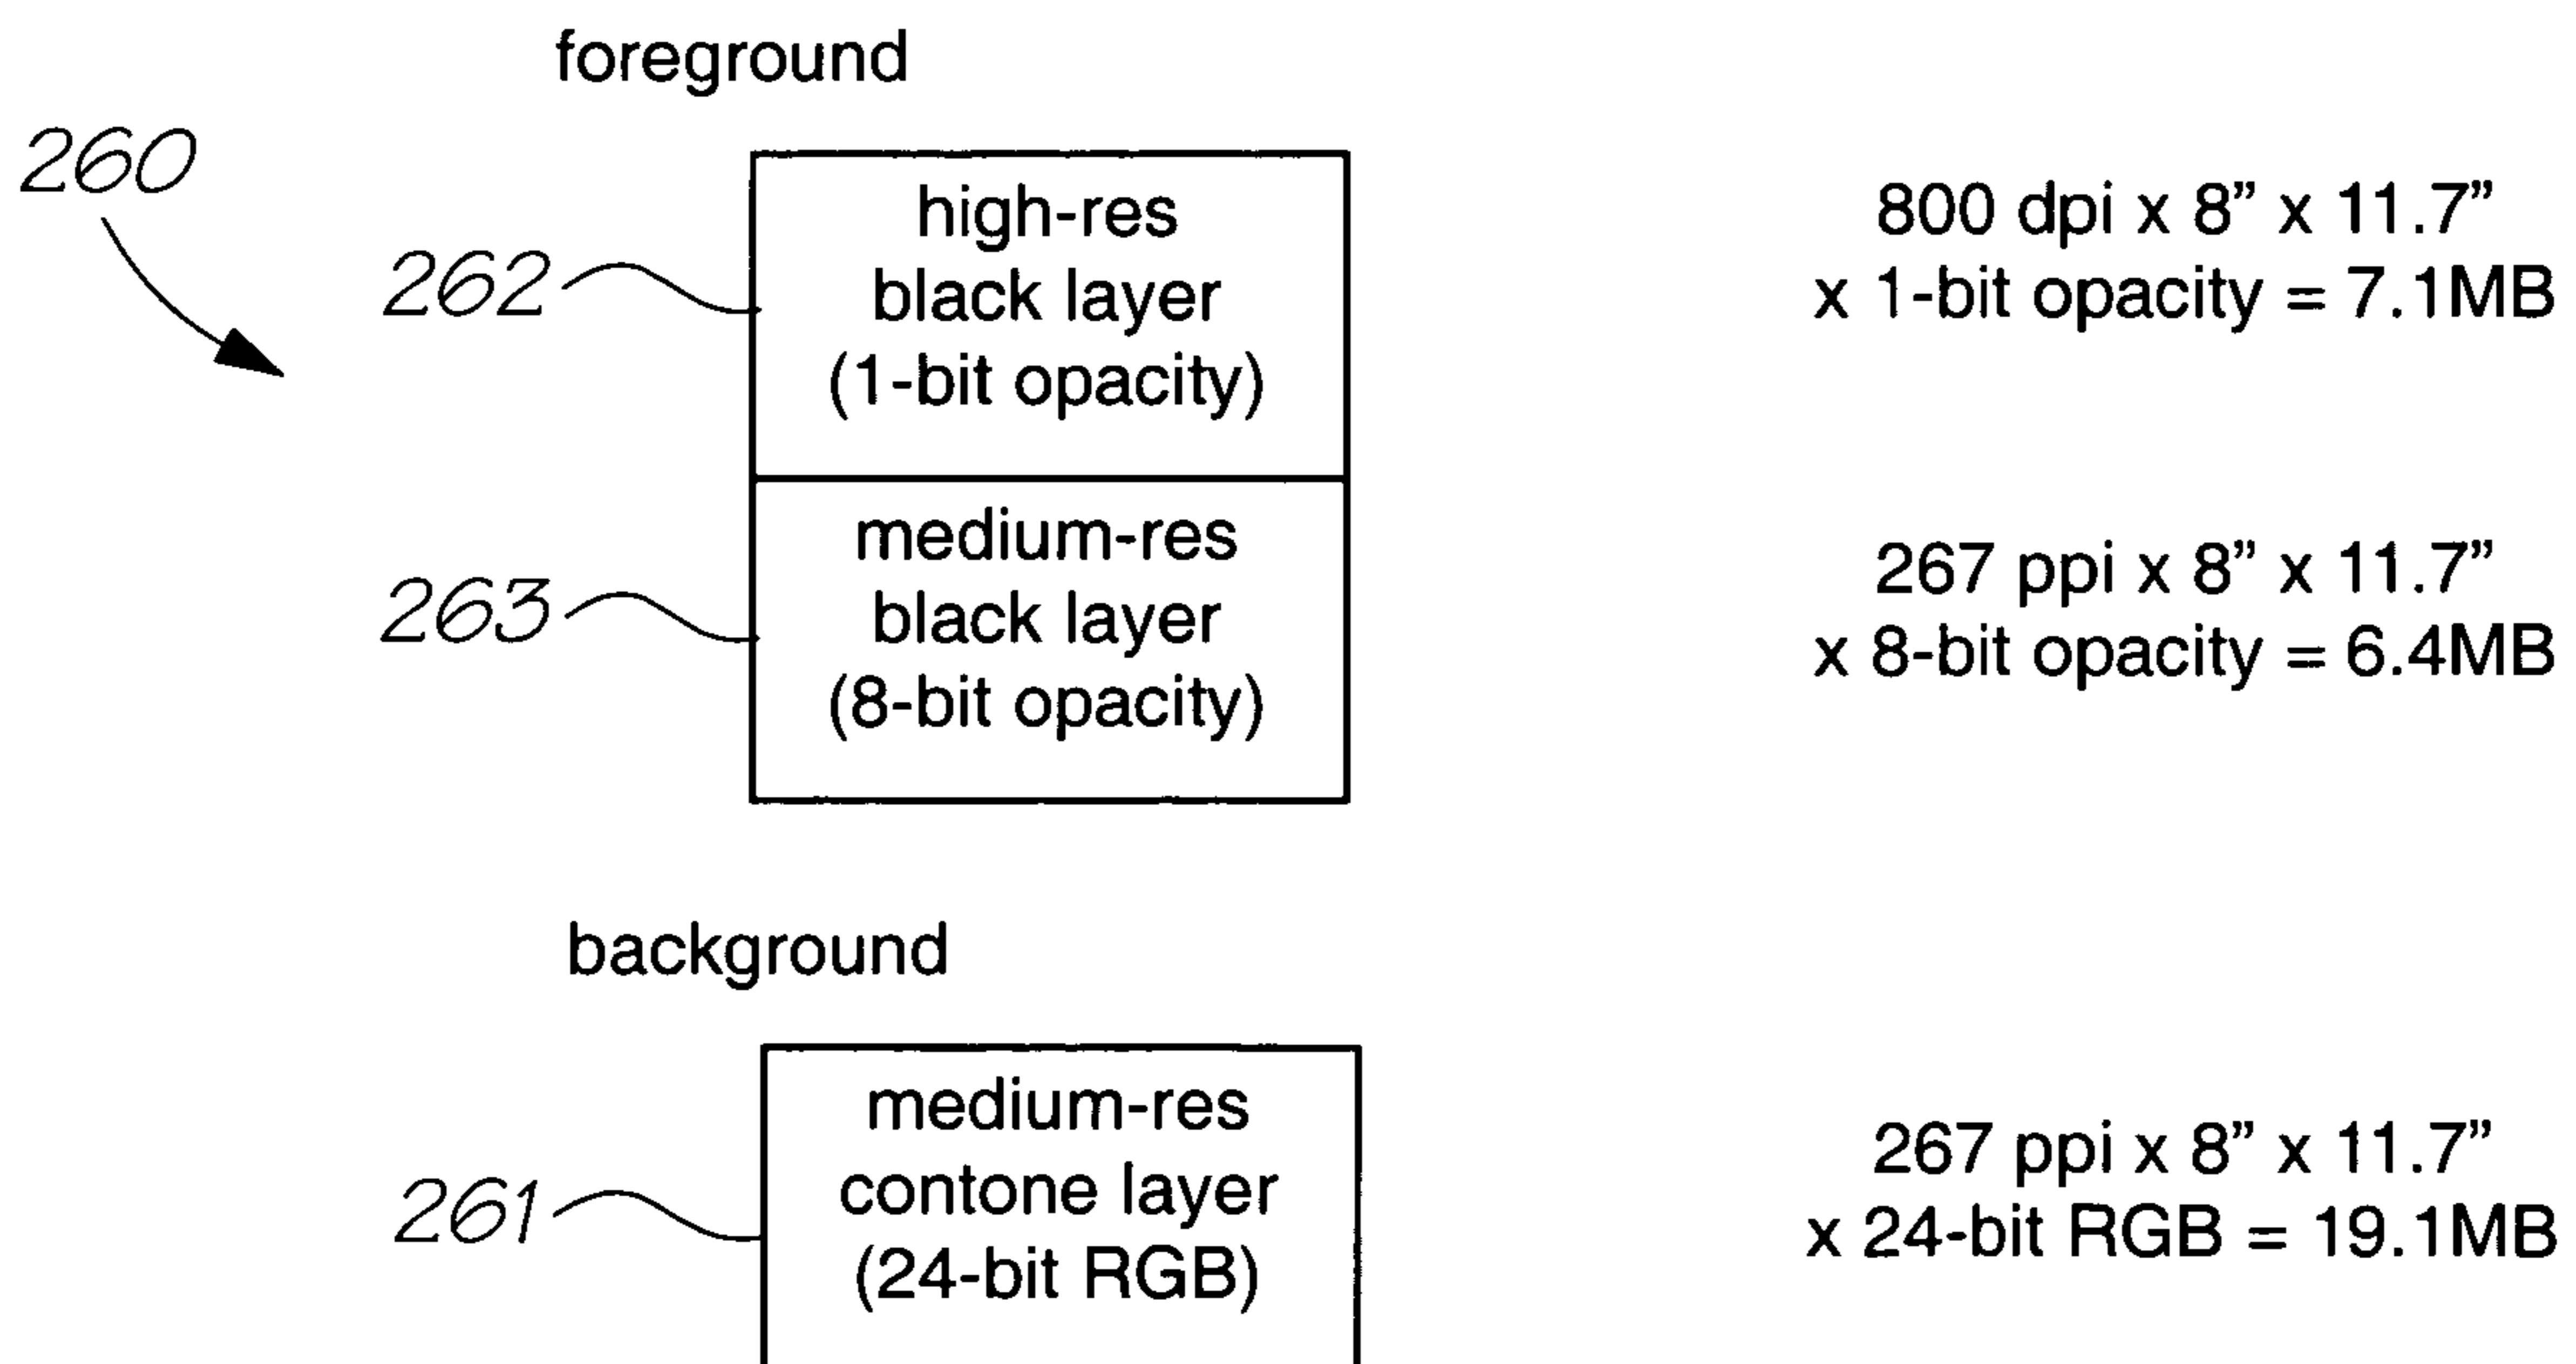 foreground
260
262
high-res
black layer
(1-bit opacity)
800 dpi x 8” x 11.7”
x 1-bit opacity = 7.1MB
263
medium-res
black layer
(8-bit opacity)
267 ppi x 8” x 11.7”
x 8-bit opacity = 6.4MB
background
261
medium-res
contone layer
(24-bit RGB)
267 ppi x 8” x 11.7”
x 24-bit RGB = 19.1MB